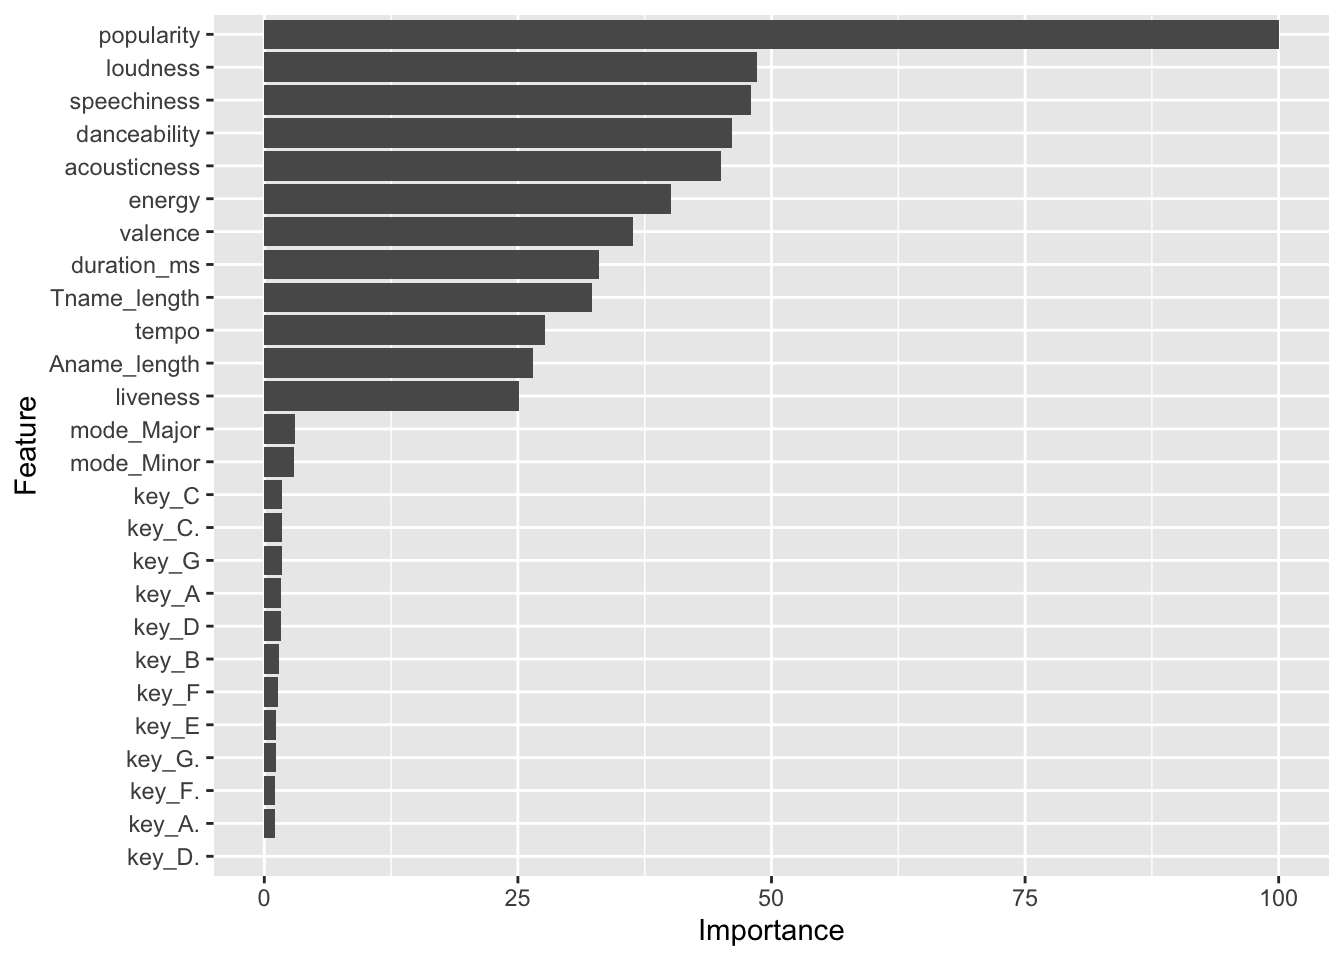 popularity
loudness
speechiness
danceability
acousticness
energy
valence
duration_ms
Tname_length
tempo
Aname_length
liveness
mode_Major
mode_Minor
key_C
key_C.
key_G
key_A
key_D
key_B
key_F
key_E
key_G.
key_F.
key_A.
key_D.
Feature
0 25 50 75 100
Importance